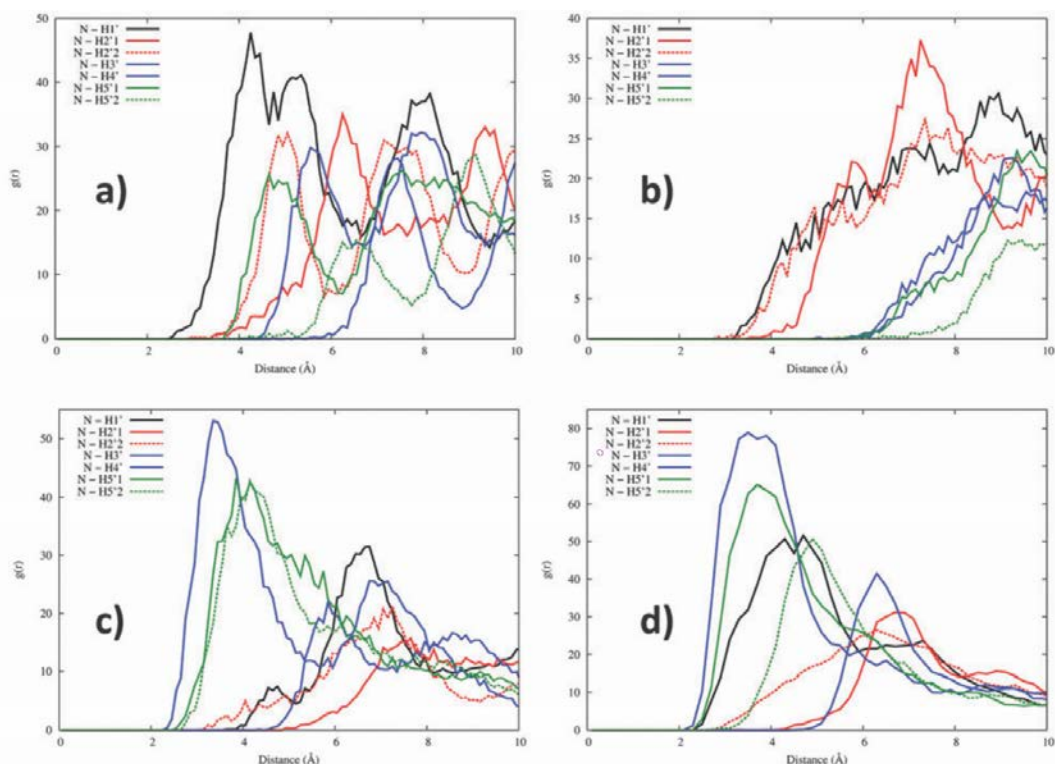 50
40
30
20
10
0
g(r)
N − H1'
N − H2'1
N − H2'2
N − H3'
N − H4'
N − H5'1
N − H5'2
a)
0 2 4 6 8 10
Distance (Å)
40
35
30
25
20
15
10
5
0
g(r)
N − H1'
N − H2'1
N − H2'2
N − H3'
N − H4'
N − H5'1
N − H5'2
b)
0 2 4 6 8 10
Distance (Å)
50
40
30
20
10
0
g(r)
N − H1'
N − H2'1
N − H2'2
N − H3'
N − H4'
N − H5'1
N − H5'2
c)
0 2 4 6 8 10
Distance (Å)
80
70
60
50
40
30
20
10
0
g(r)
N − H1'
N − H2'1
N − H2'2
N − H3'
N − H4'
N − H5'1
N − H5'2
d)
0 2 4 6 8 10
Distance (Å)